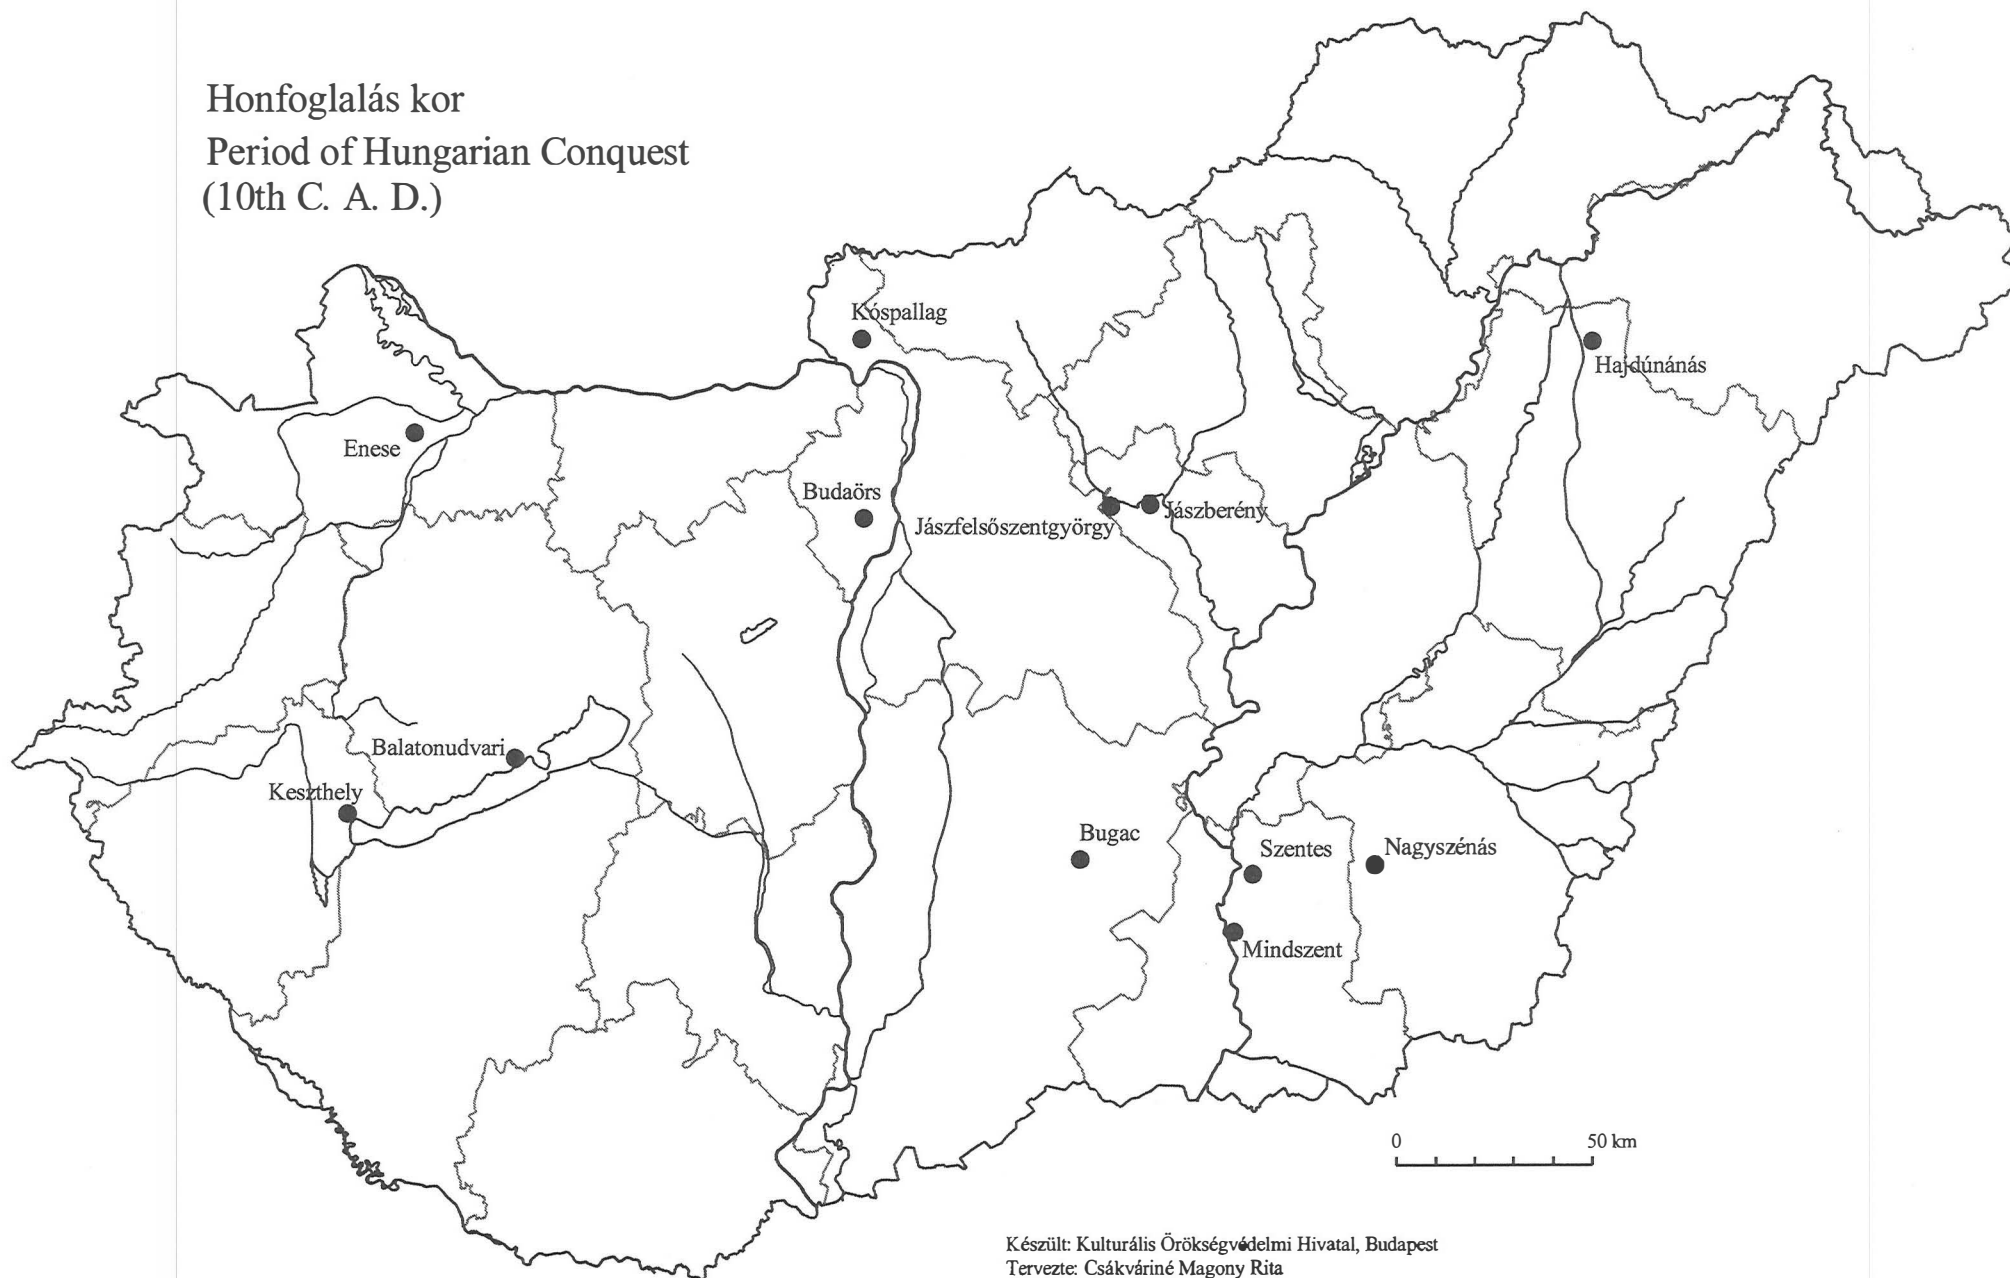 Honfoglalás kor
Period of Hungarian Conquest
(10th C. A. D.)
Kóspallag
Hajdúnánás
Enese
Budaörs
Jászfelsőszentgyörgy
Jászberény
Balatonudvari
Keszthely
Bugac
Szentes
Nagyszénás
Mindszent
0 50 km
Készült: Kulturális Örökségvédelmi Hivatal, Budapest
Tervezte: Csákváriné Magony Rita